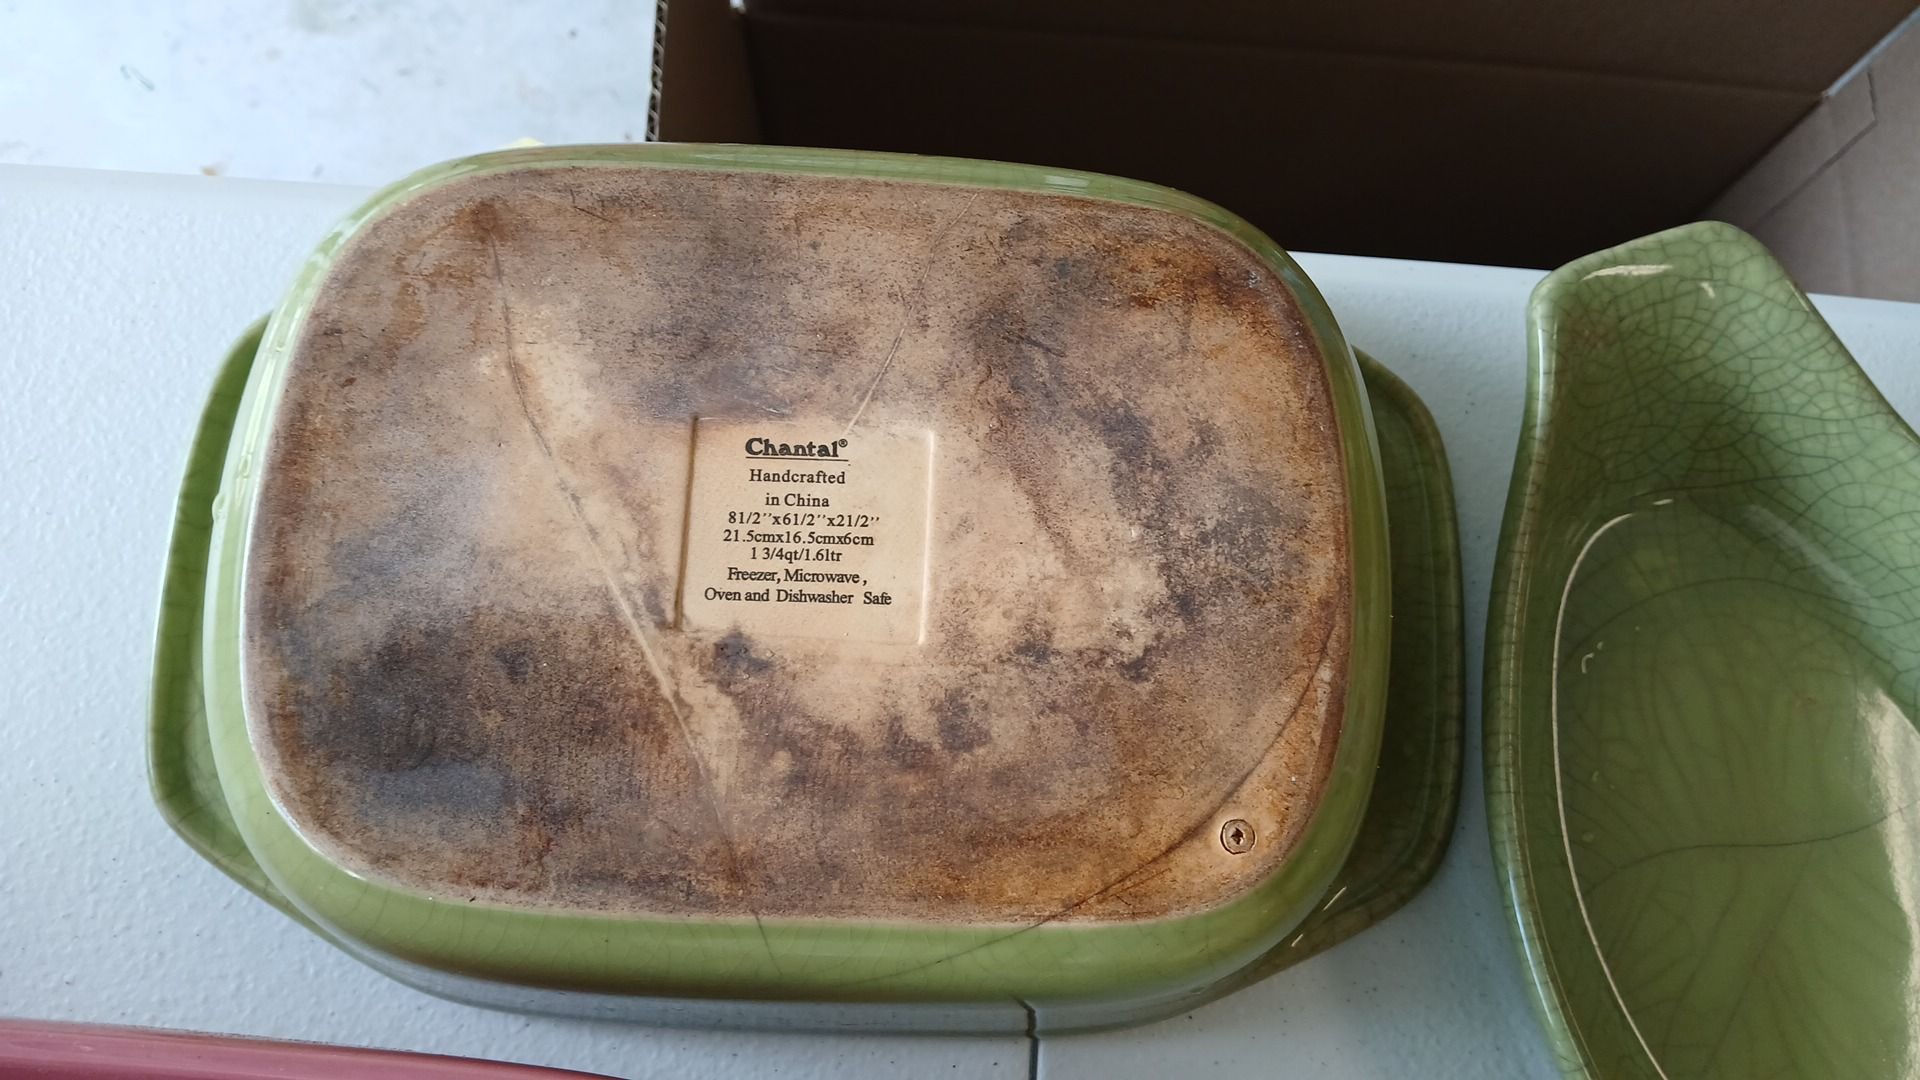 Chantal®
Handcrafted
in China
81/2''x61/2''x21/2''
21.5cmx16.5cmx6cm
1 3/4qt/1.6ltr
Freezer, Microwave,
Oven and Dishwasher Safe